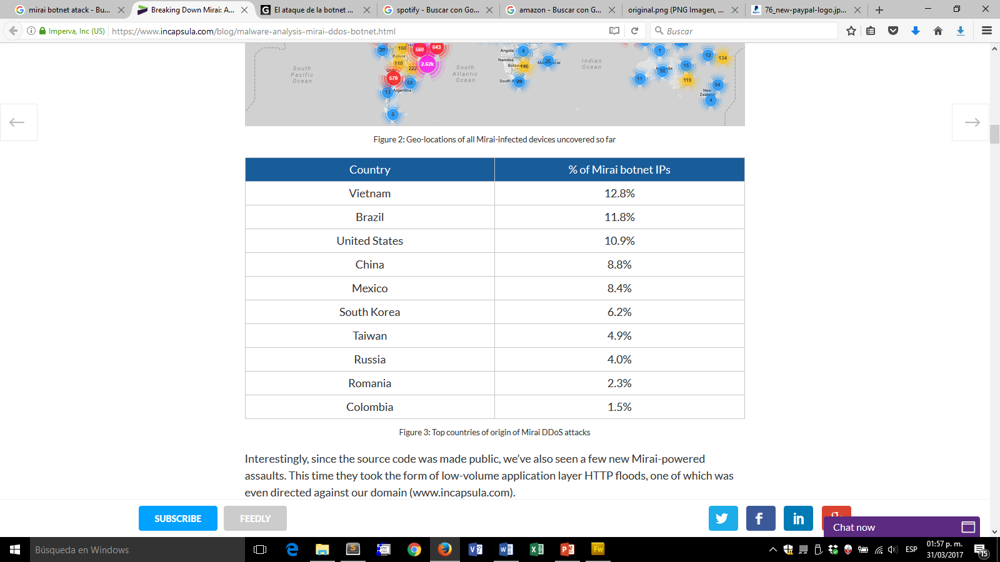 mirai botnet atack - Bu...
Breaking Down Mirai: A...
El ataque de la botnet ...
spotify - Buscar con Go...
amazon - Buscar con G...
original.png (PNG Imagen, ...
76_new-paypal-logo.jp...
Imperva, Inc (US)
https://www.incapsula.com/blog/malware-analysis-mirai-ddos-botnet.html
Buscar
20
160
560
643
Bolivia
110
222
2.62k
Chile
570
59
13
Argentina
6
South
Pacific
Ocean
South
Atlantic
Ocean
Angola
4
Namibia
146
36
South A
28
Indian
Ocean
1
12
134
15
96
11
119
94
New
Zealand
4
Figure 2: Geo-locations of all Mirai-infected devices uncovered so far
Country % of Mirai botnet IPs
Vietnam 12.8%
Brazil 11.8%
United States 10.9%
China 8.8%
Mexico 8.4%
South Korea 6.2%
Taiwan 4.9%
Russia 4.0%
Romania 2.3%
Colombia 1.5%
Figure 3: Top countries of origin of Mirai DDoS attacks
Interestingly, since the source code was made public, we've also seen a few new Mirai-powered
assaults. This time they took the form of low-volume application layer HTTP floods, one of which was
even directed against our domain (www.incapsula.com).
SUBSCRIBE
FEEDLY
Chat now
Búsqueda en Windows
ESP
01:57 p. m.
31/03/2017
15